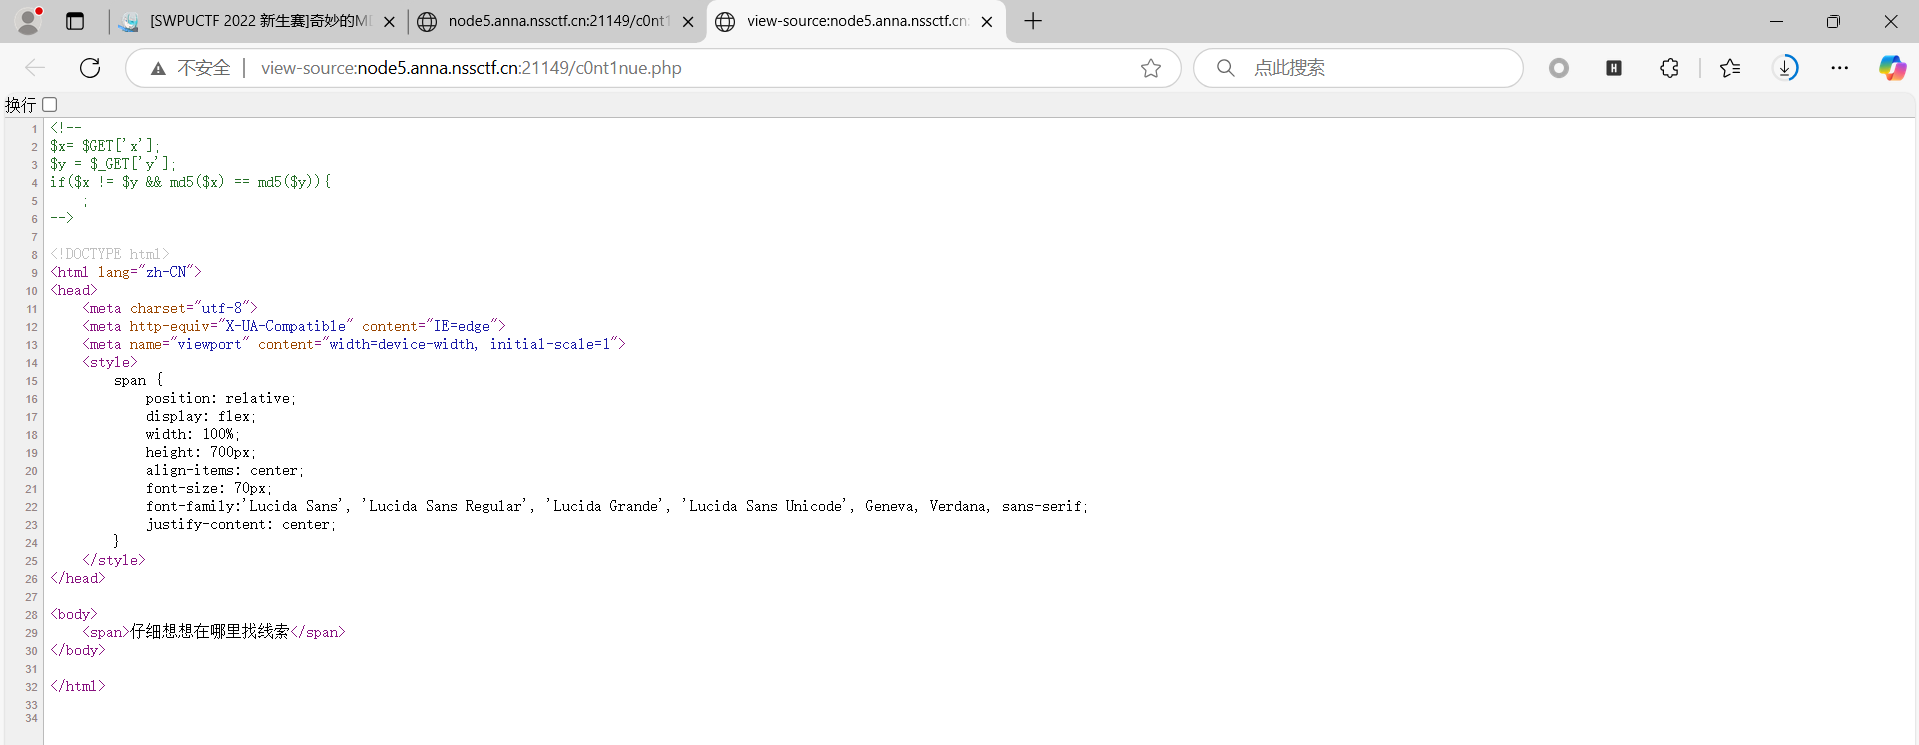 [SWPUCTF 2022 新生赛]奇妙的MD
node5.anna.nssctf.cn:21149/c0nt1
view-source:node5.anna.nssctf.cn:
不安全 view-source:node5.anna.nssctf.cn:21149/c0nt1nue.php
点此搜索
H
换行
1 <!--
2 $x= $GET['x'];
3 $y = $_GET['y'];
4 if($x != $y && md5($x) == md5($y)){
5 ;
6 -->
7
8 <!DOCTYPE html>
9 <html lang="zh-CN">
10 <head>
11 <meta charset="utf-8">
12 <meta http-equiv="X-UA-Compatible" content="IE=edge">
13 <meta name="viewport" content="width=device-width, initial-scale=1">
14 <style>
15 span {
16 position: relative;
17 display: flex;
18 width: 100%;
19 height: 700px;
20 align-items: center;
21 font-size: 70px;
22 font-family:'Lucida Sans', 'Lucida Sans Regular', 'Lucida Grande', 'Lucida Sans Unicode', Geneva, Verdana, sans-serif;
23 justify-content: center;
24 }
25 </style>
26 </head>
27
28 <body>
29 <span>仔细想想在哪里找线索</span>
30 </body>
31
32 </html>
33
34